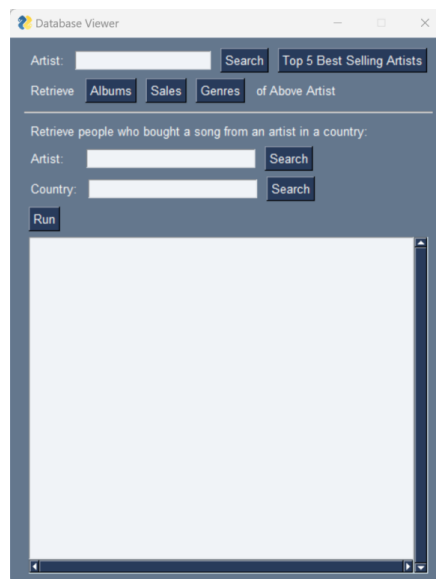 Database Viewer
Artist: Search Top 5 Best Selling Artists
Retrieve Albums Sales Genres of Above Artist
Retrieve people who bought a song from an artist in a country:
Artist: Search
Country: Search
Run